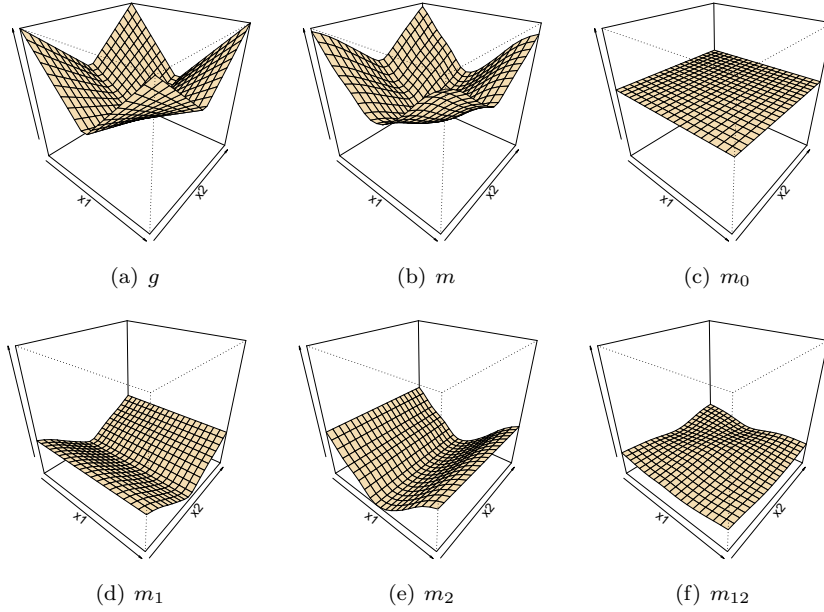 x1
x2
x1
x2
x1
x2
(a) g
(b) m
(c) m₀
x1
x2
x1
x2
x1
x2
(d) m₁
(e) m₂
(f) m₁₂